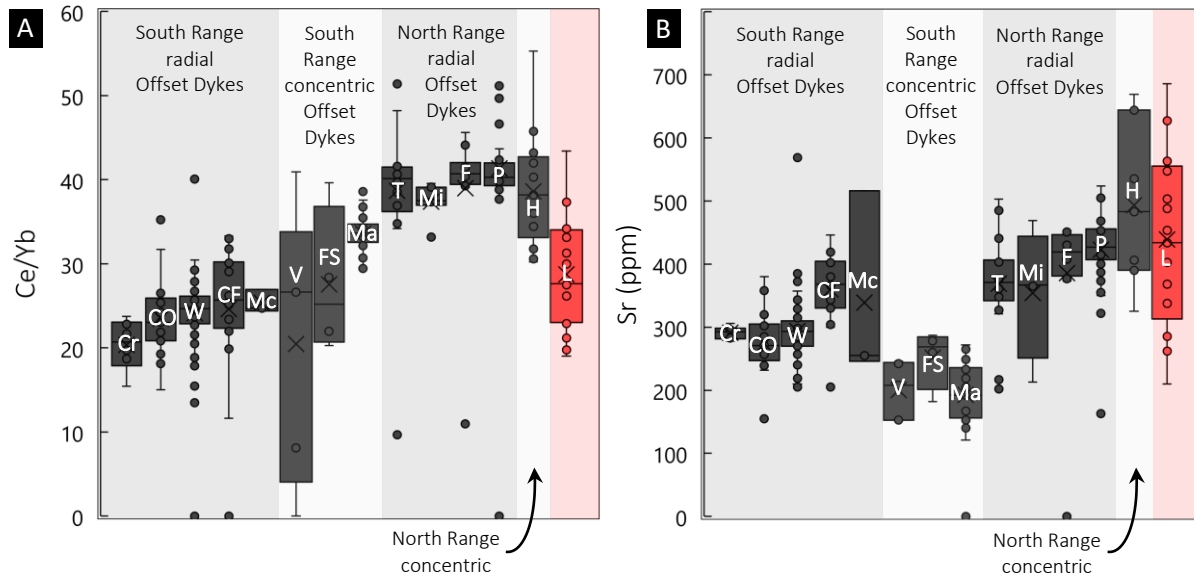 A
Ce/Yb
60
50
40
30
20
10
0
South Range
radial
Offset Dykes
South
Range
concentric
Offset
Dykes
North Range
radial
Offset
Dykes
Cr
CO
W
CF
Mc
V
FS
Ma
T
Mi
F
P
H
L
North Range
concentric
B
Sr (ppm)
700
600
500
400
300
200
100
0
South Range
radial
Offset Dykes
South
Range
concentric
Offset
Dykes
North Range
radial
Offset Dykes
Cr
CO
W
CF
Mc
V
FS
Ma
T
Mi
F
P
H
L
North Range
concentric